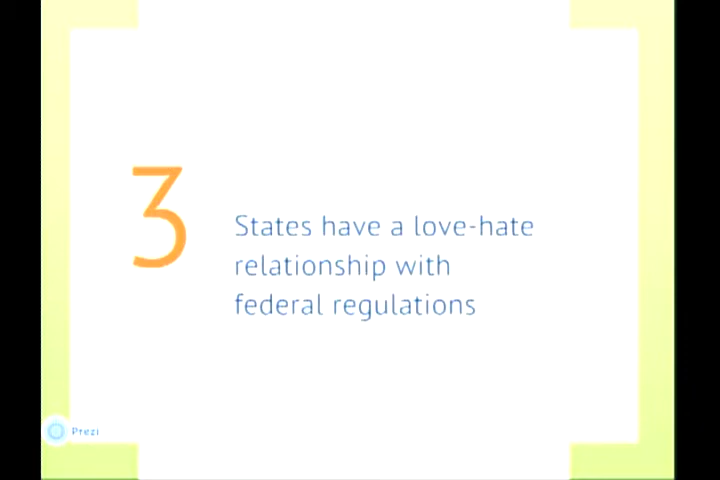 3
States have a love-hate
relationship with
federal regulations
Prezi